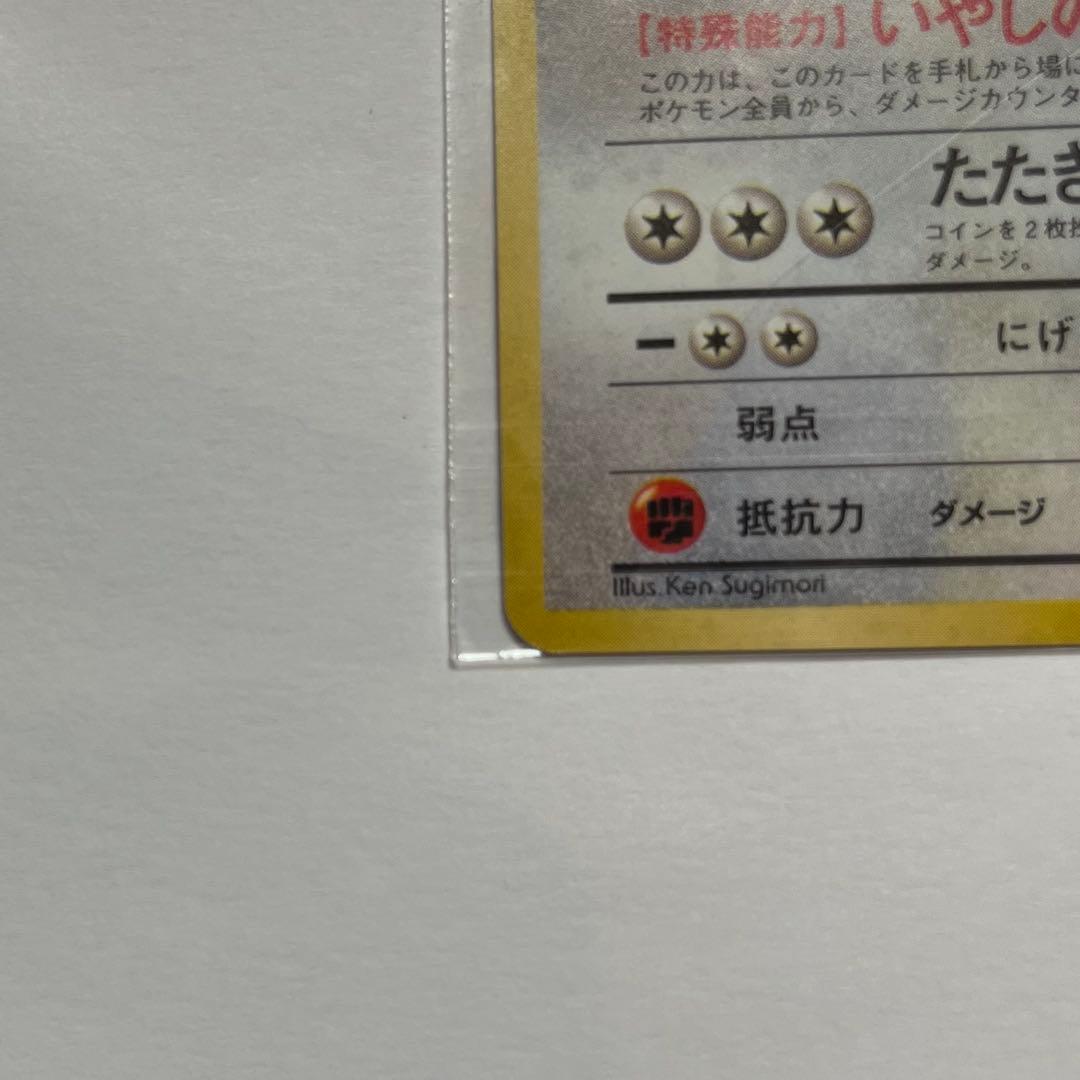 【特殊能力】いやしの
この力は、このカードを手札から場に
ポケモン全員から、ダメージカウンタ
たたき
コインを2枚投
ダメージ。
にげ
弱点
抵抗力 ダメージ
Illus. Ken Sugimori